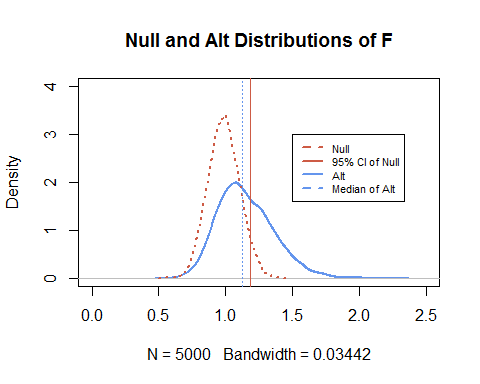 Null and Alt Distributions of F
Density
4
3
2
1
0
Null
95% CI of Null
Alt
Median of Alt
0.0 0.5 1.0 1.5 2.0 2.5
N = 5000 Bandwidth = 0.03442